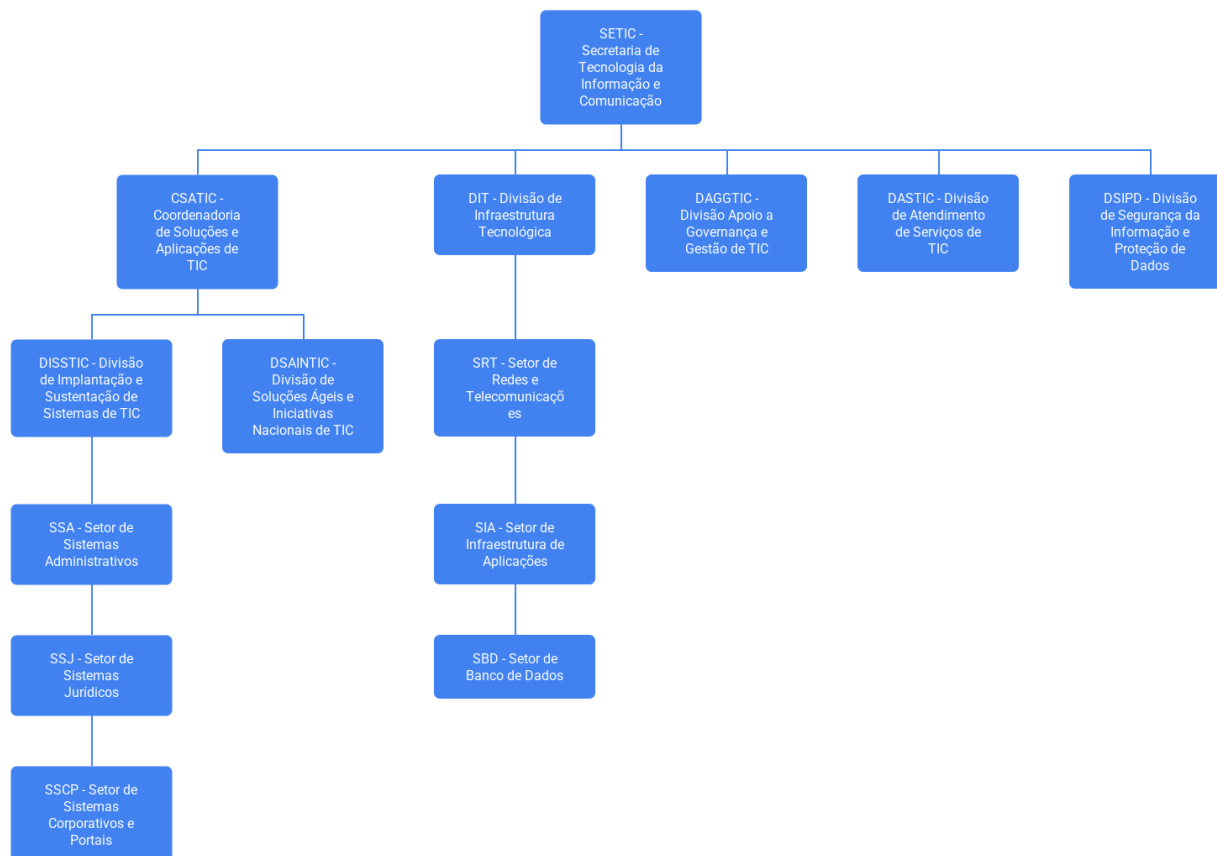 SETIC -
Secretaria de
Tecnologia da
Informação e
Comunicação
CSATIC -
Coordenadoria
de Soluções e
Aplicações de
TIC
DIT - Divisão de
Infraestrutura
Tecnológica
DAGGTIC -
Divisão Apoio a
Governança e
Gestão de TIC
DASTIC - Divisão
de Atendimento
de Serviços de
TIC
DSIPD - Divisão
de Segurança da
Informação e
Proteção de
Dados
DISSTIC - Divisão
de Implantação e
Sustentação de
Sistemas de TIC
DSAINTIC -
Divisão de
Soluções Ágeis e
Iniciativas
Nacionais de TIC
SRT - Setor de
Redes e
Telecomunicaçõ
es
SSA - Setor de
Sistemas
Administrativos
SIA - Setor de
Infraestrutura de
Aplicações
SSJ - Setor de
Sistemas
Jurídicos
SBD - Setor de
Banco de Dados
SSCP - Setor de
Sistemas
Corporativos e
Portais